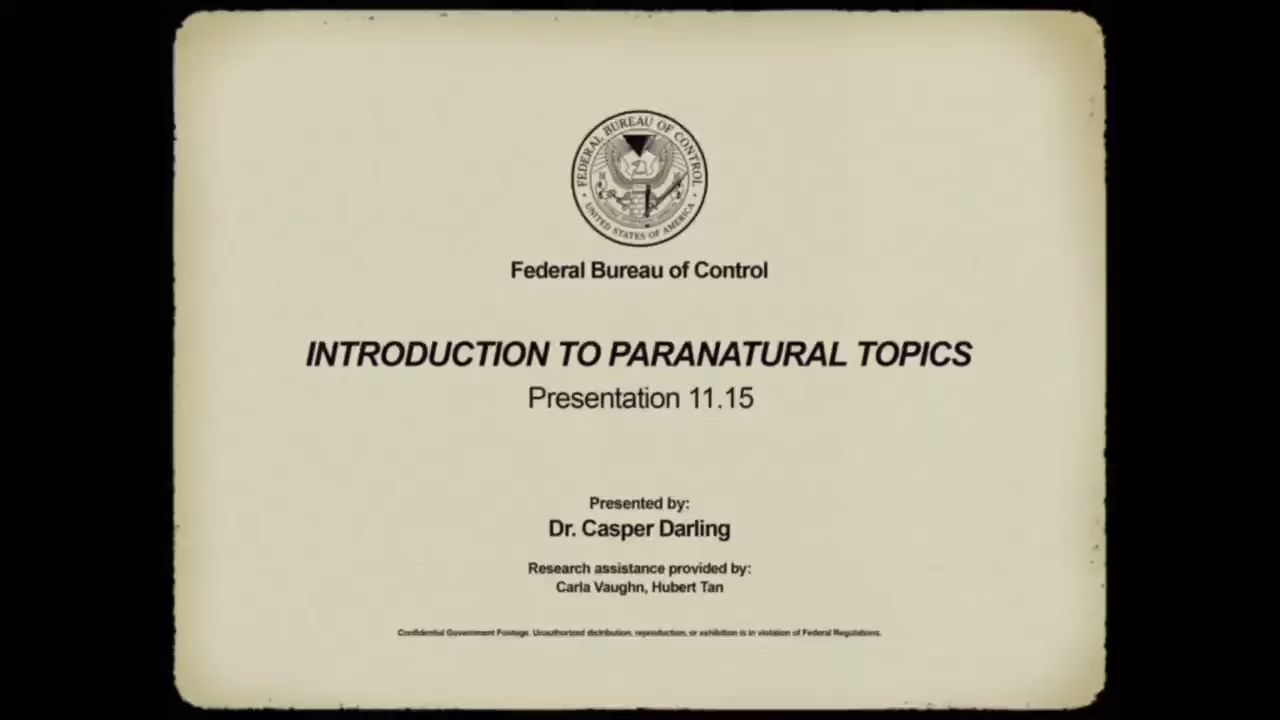 FEDERAL BUREAU OF CONTROL
UNITED STATES OF AMERICA
Federal Bureau of Control
INTRODUCTION TO PARANATURAL TOPICS
Presentation 11.15
Presented by:
Dr. Casper Darling
Research assistance provided by:
Carla Vaughn, Hubert Tan
Confidential Government Footage. Unauthorized distribution, reproduction, or exhibition is in violation of Federal Regulations.